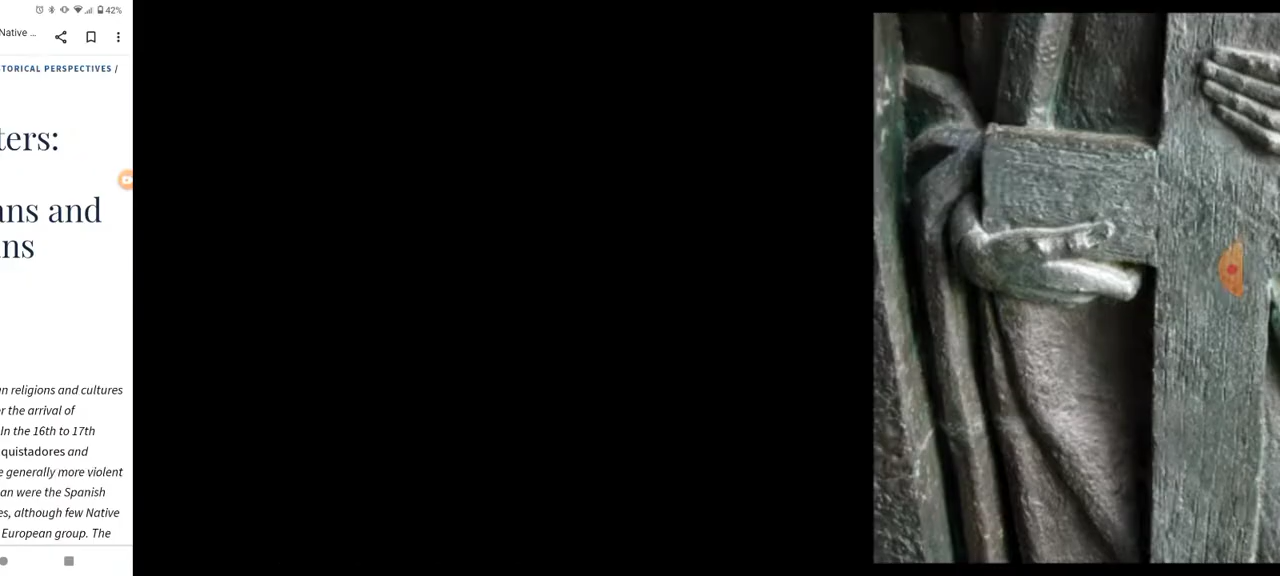 42%
Native ...
TORICAL PERSPECTIVES /
ters:
ans and
ns
n religions and cultures
r the arrival of
In the 16th to 17th
quistadores and
e generally more violent
an were the Spanish
es, although few Native
European group. The